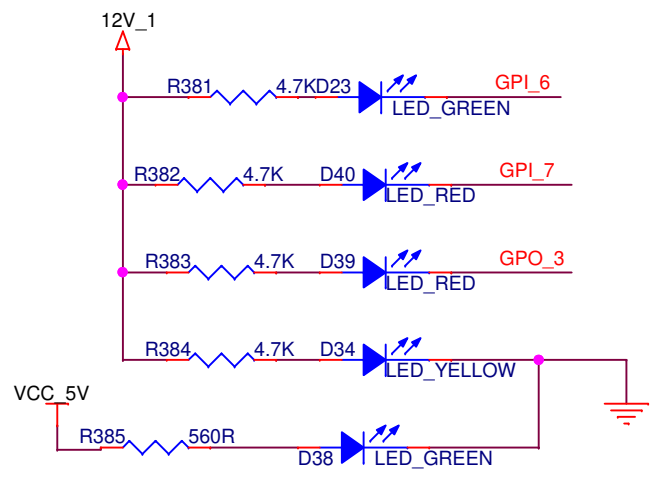 12V_1
R381 4.7K D23 LED_GREEN GPI_6
R382 4.7K D40 LED_RED GPI_7
R383 4.7K D39 LED_RED GPO_3
R384 4.7K D34 LED_YELLOW
VCC_5V
R385 560R D38 LED_GREEN